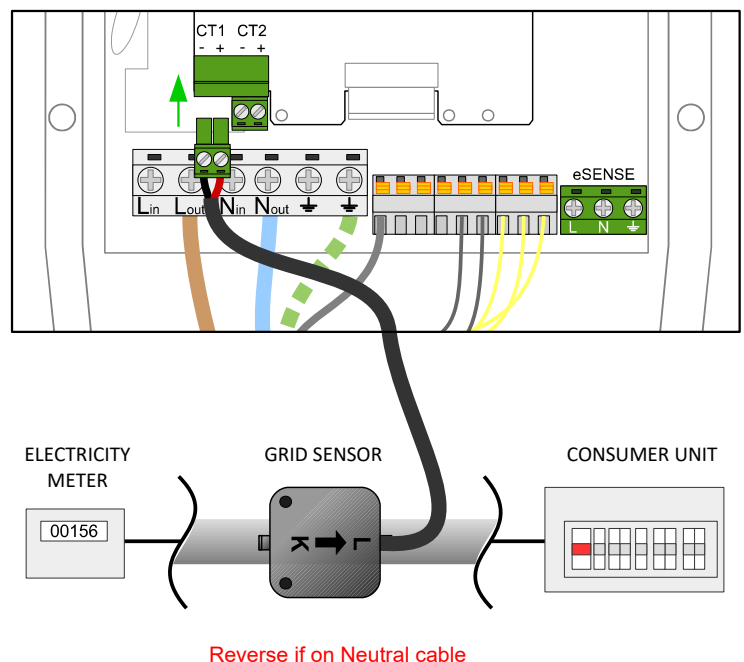 CT1 CT2
- + - +
eSENSE
Lin Lout Nin Nout
L N
ELECTRICITY
METER
GRID SENSOR
CONSUMER UNIT
00156
K L
Reverse if on Neutral cable